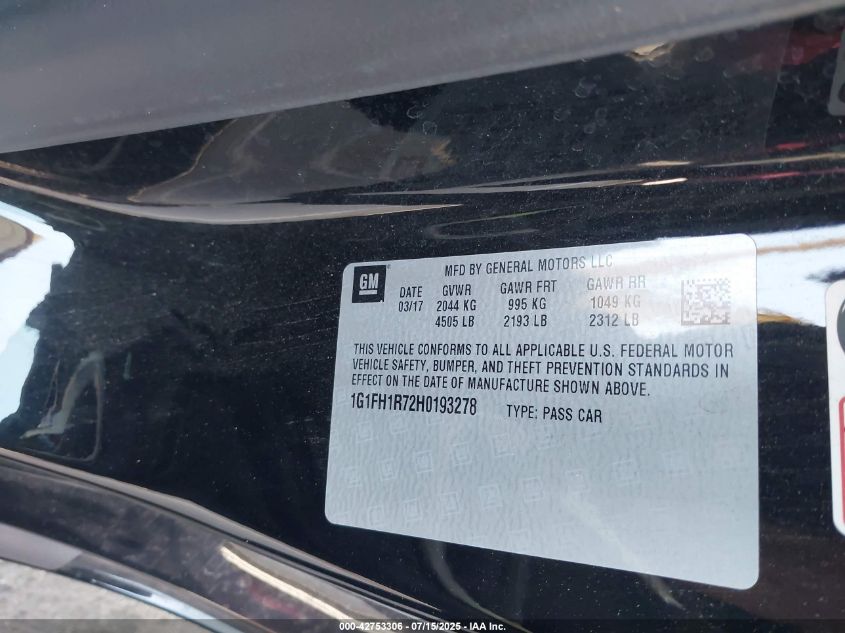 MFD BY GENERAL MOTORS LLC
GM
DATE GVWR GAWR FRT GAWR RR
03/17 2044 KG 995 KG 1049 KG
4505 LB 2193 LB 2312 LB
THIS VEHICLE CONFORMS TO ALL APPLICABLE U.S. FEDERAL MOTOR
VEHICLE SAFETY, BUMPER, AND THEFT PREVENTION STANDARDS IN
EFFECT ON THE DATE OF MANUFACTURE SHOWN ABOVE.
1G1FH1R72H0193278 TYPE: PASS CAR
000-42753306 - 07/15/2025 - IAA Inc.